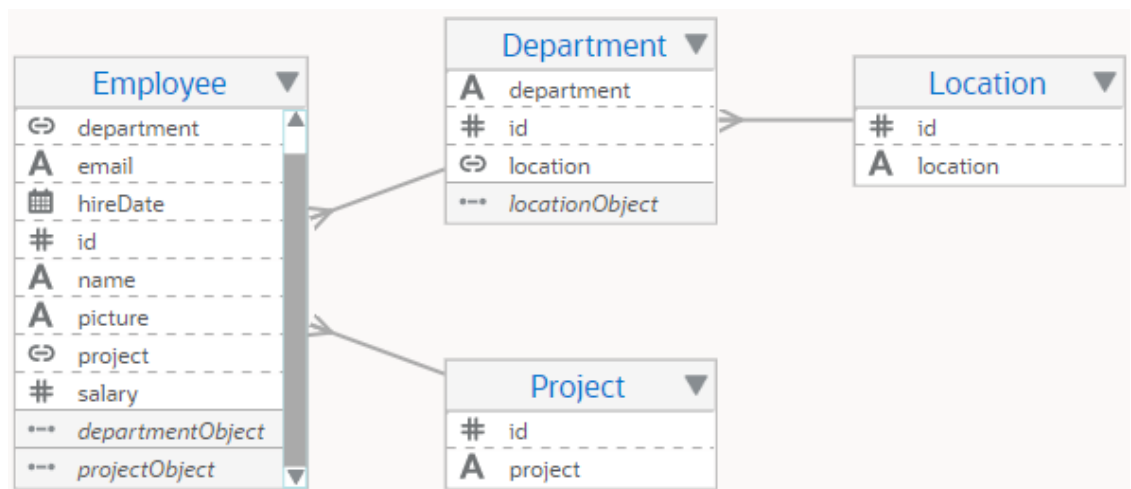 Employee
department
email
hireDate
id
name
picture
project
salary
departmentObject
projectObject
Department
department
id
location
locationObject
Location
id
location
Project
id
project